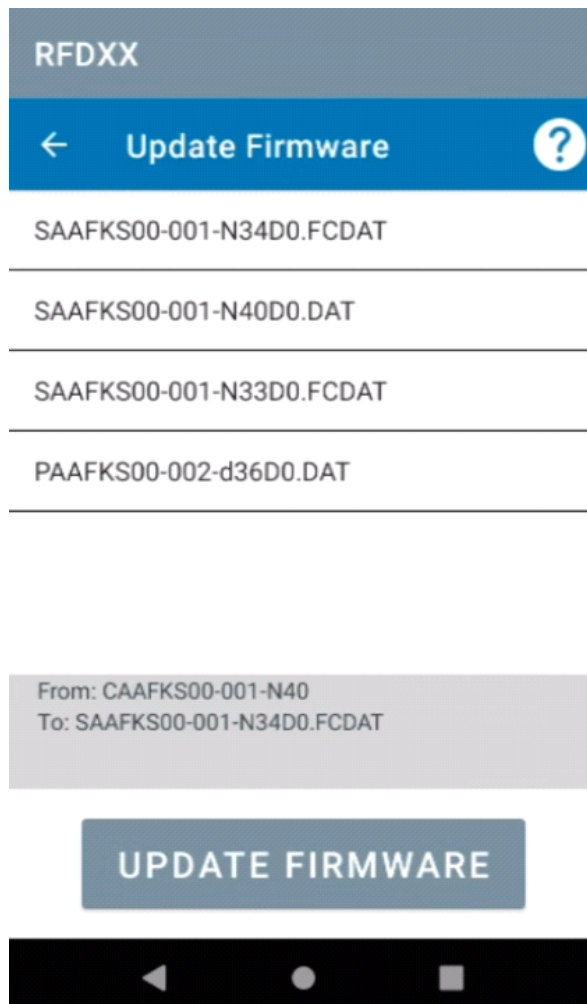 RFDXX
Update Firmware
SAAFKS00-001-N34D0.FCDAT
SAAFKS00-001-N40D0.DAT
SAAFKS00-001-N33D0.FCDAT
PAAFKS00-002-d36D0.DAT
From: CAAFKS00-001-N40
To: SAAFKS00-001-N34D0.FCDAT
UPDATE FIRMWARE